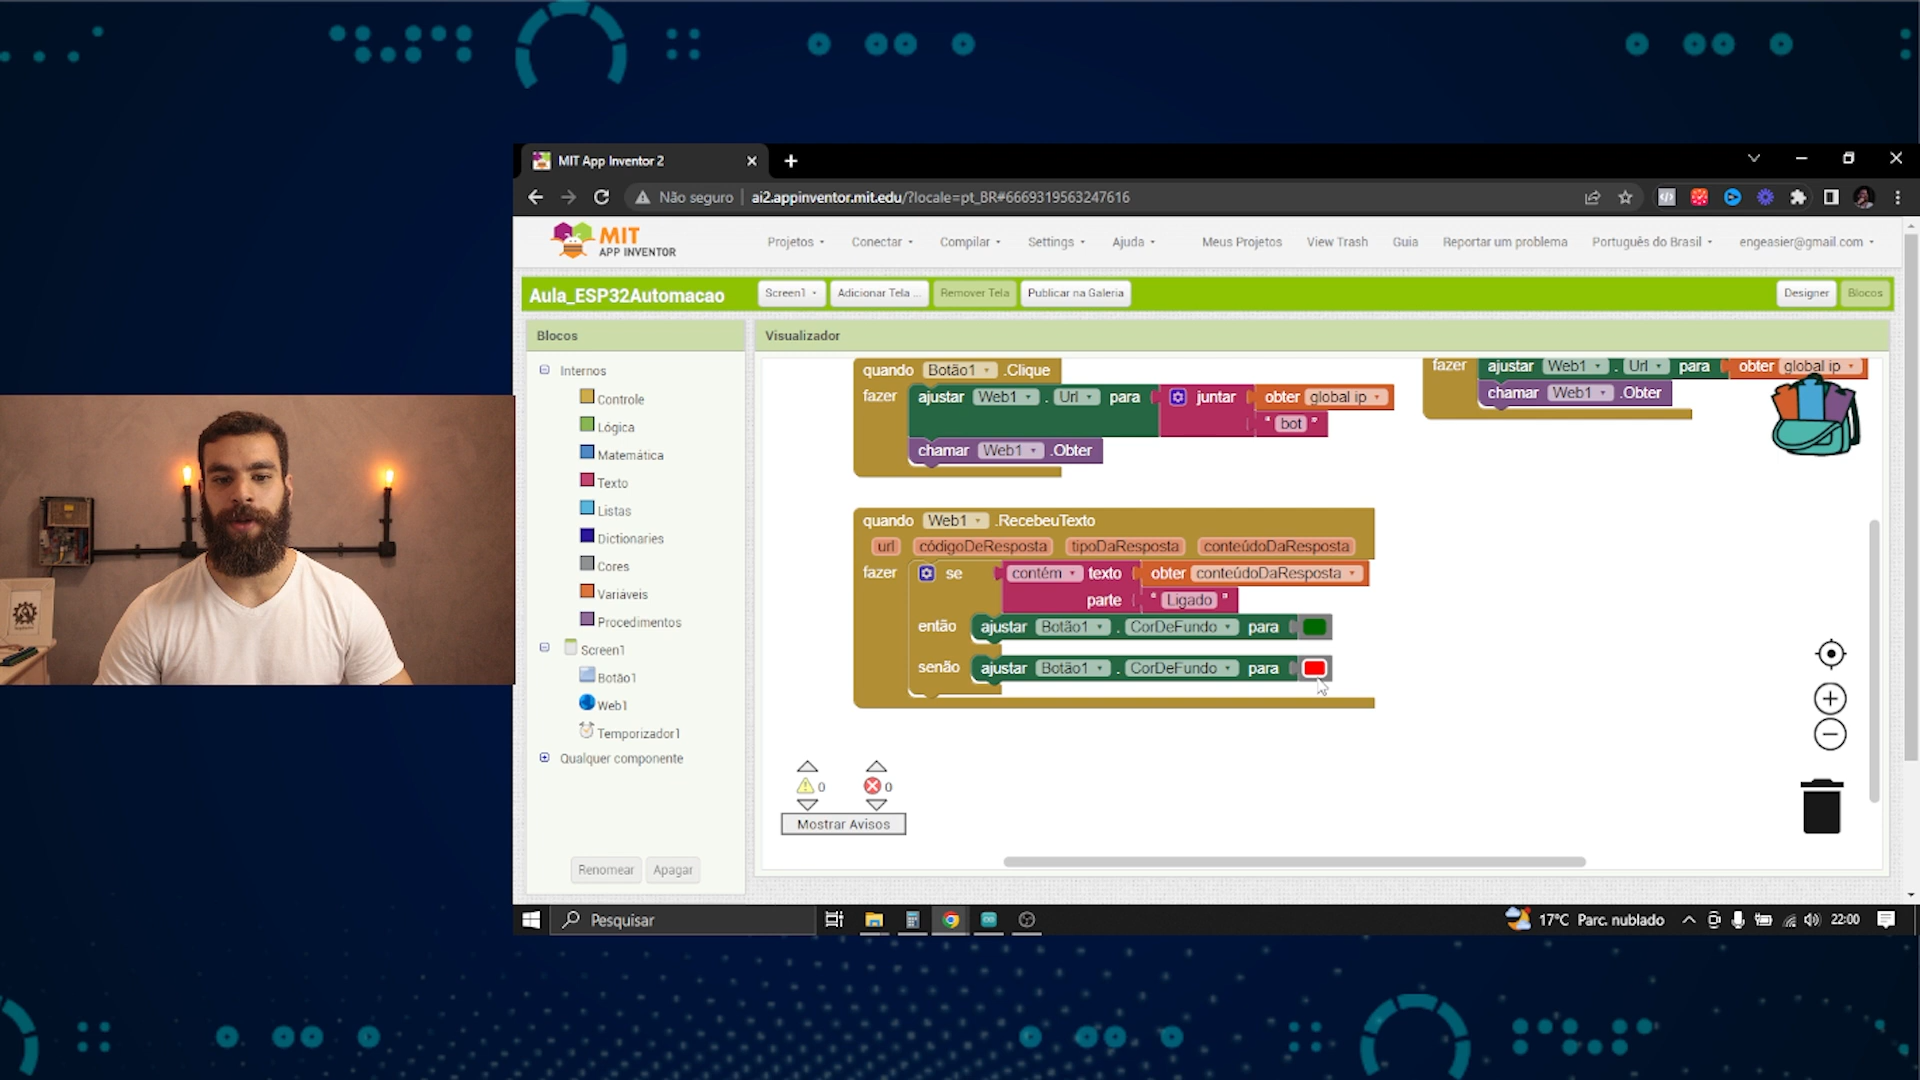 MIT App Inventor 2
Não seguro
ai2.appinventor.mit.edu/?locale=pt_BR#6669319563247616
MIT
APP INVENTOR
Projetos
Conectar
Compilar
Settings
Ajuda
Meus Projetos
View Trash
Guia
Reportar um problema
Português do Brasil
engeasier@gmail.com
Aula_ESP32Automacao
Screen1
Adicionar Tela ...
Remover Tela
Publicar na Galeria
Designer
Blocos
Blocos
Visualizador
Internos
Controle
Lógica
Matemática
Texto
Listas
Dictionaries
Cores
Variáveis
Procedimentos
Screen1
Botão1
Web1
Temporizador1
Qualquer componente
Renomear
Apagar
quando Botão1 .Clique
fazer ajustar Web1 . Url para juntar obter global ip
" bot "
chamar Web1 .Obter
fazer ajustar Web1 . Url para obter global ip
chamar Web1 .Obter
quando Web1 .RecebeuTexto
url códigoDeResposta tipoDaResposta conteúdoDaResposta
fazer se contém texto obter conteúdoDaResposta
parte " Ligado "
então ajustar Botão1 . CorDeFundo para
senão ajustar Botão1 . CorDeFundo para
0
0
Mostrar Avisos
Pesquisar
17°C Parc. nublado
22:00